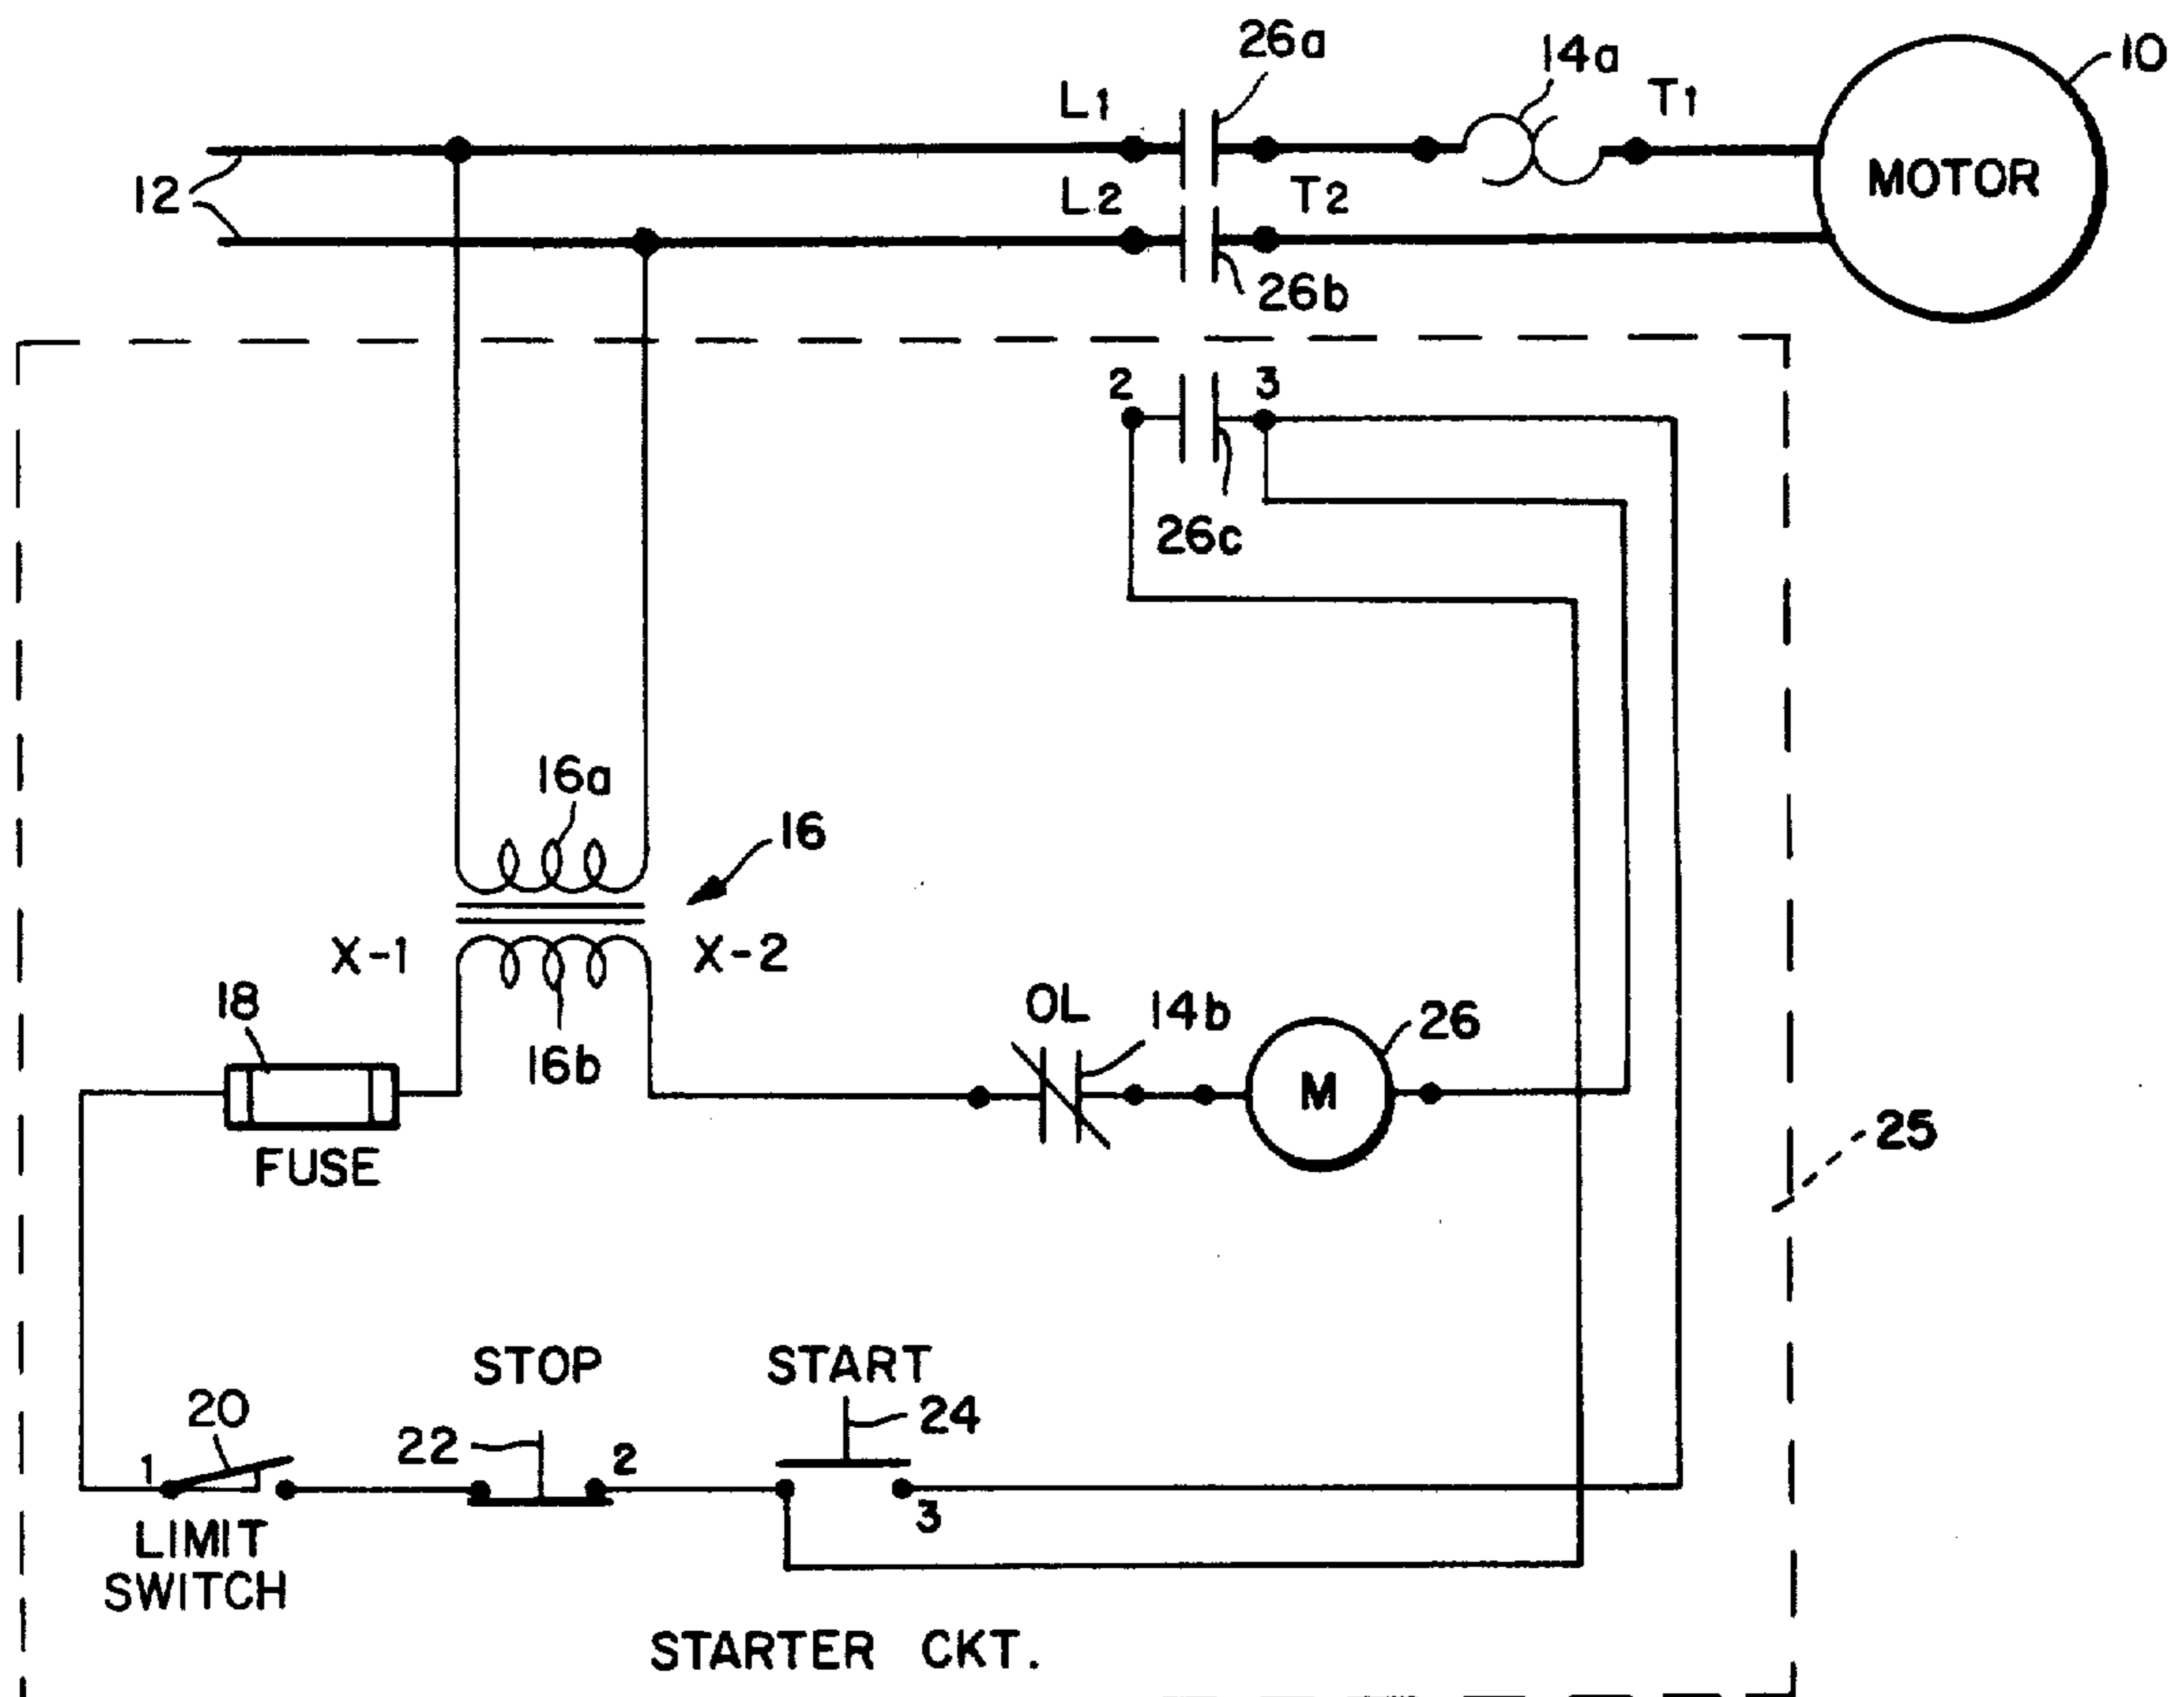 26a
14a
10
L1
T1
MOTOR
12
L2
T2
26b
2
3
26c
16a
16
X-1
X-2
18
OL
14b
26
16b
M
FUSE
25
STOP
START
20
22
2
24
1
3
LIMIT
SWITCH
STARTER CKT.